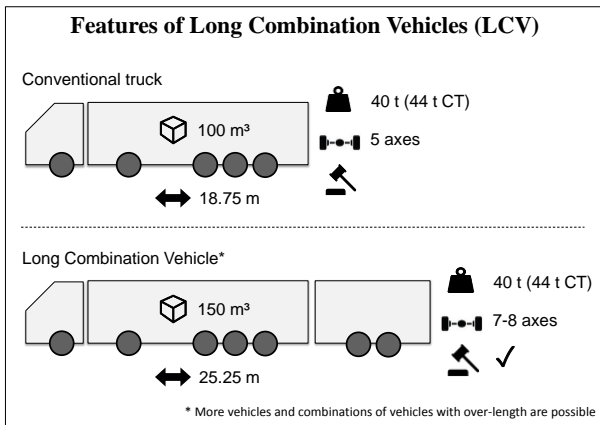 Features of Long Combination Vehicles (LCV)
Conventional truck
40 t (44 t CT)
100 m³
5 axes
18.75 m
Long Combination Vehicle*
40 t (44 t CT)
150 m³
7-8 axes
25.25 m
* More vehicles and combinations of vehicles with over-length are possible